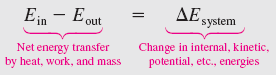 E_in − E_out = ΔE_system
Net energy transfer
by heat, work, and mass
Change in internal, kinetic,
potential, etc., energies